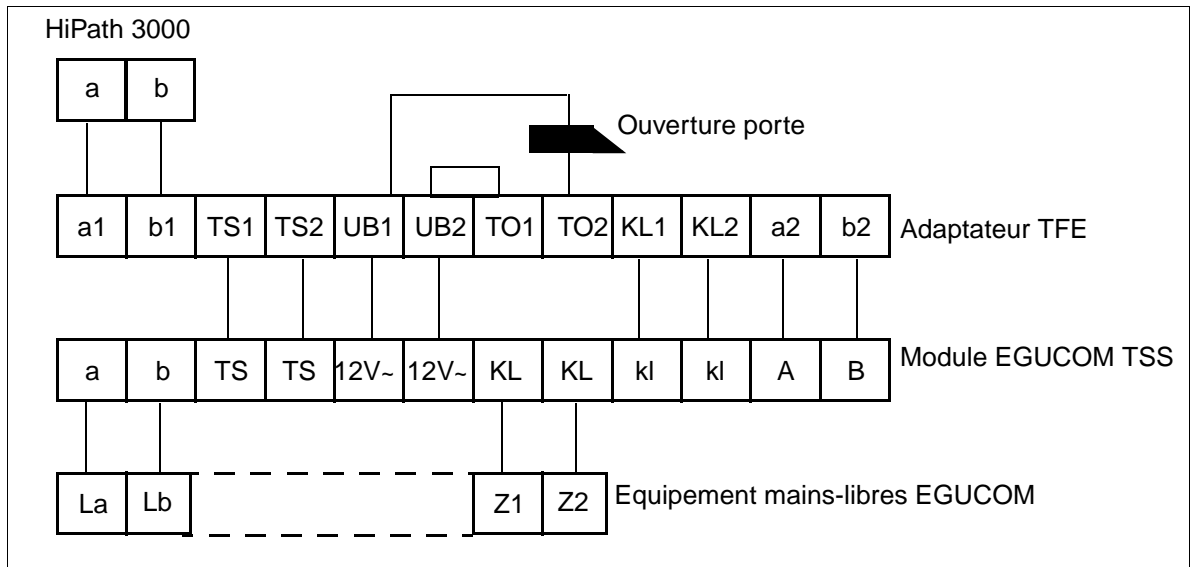 HiPath 3000
a b
Ouverture porte
a1 b1 TS1 TS2 UB1 UB2 TO1 TO2 KL1 KL2 a2 b2 Adaptateur TFE
a b TS TS 12V~ 12V~ KL KL kl kl A B Module EGUCOM TSS
La Lb Z1 Z2 Equipement mains-libres EGUCOM